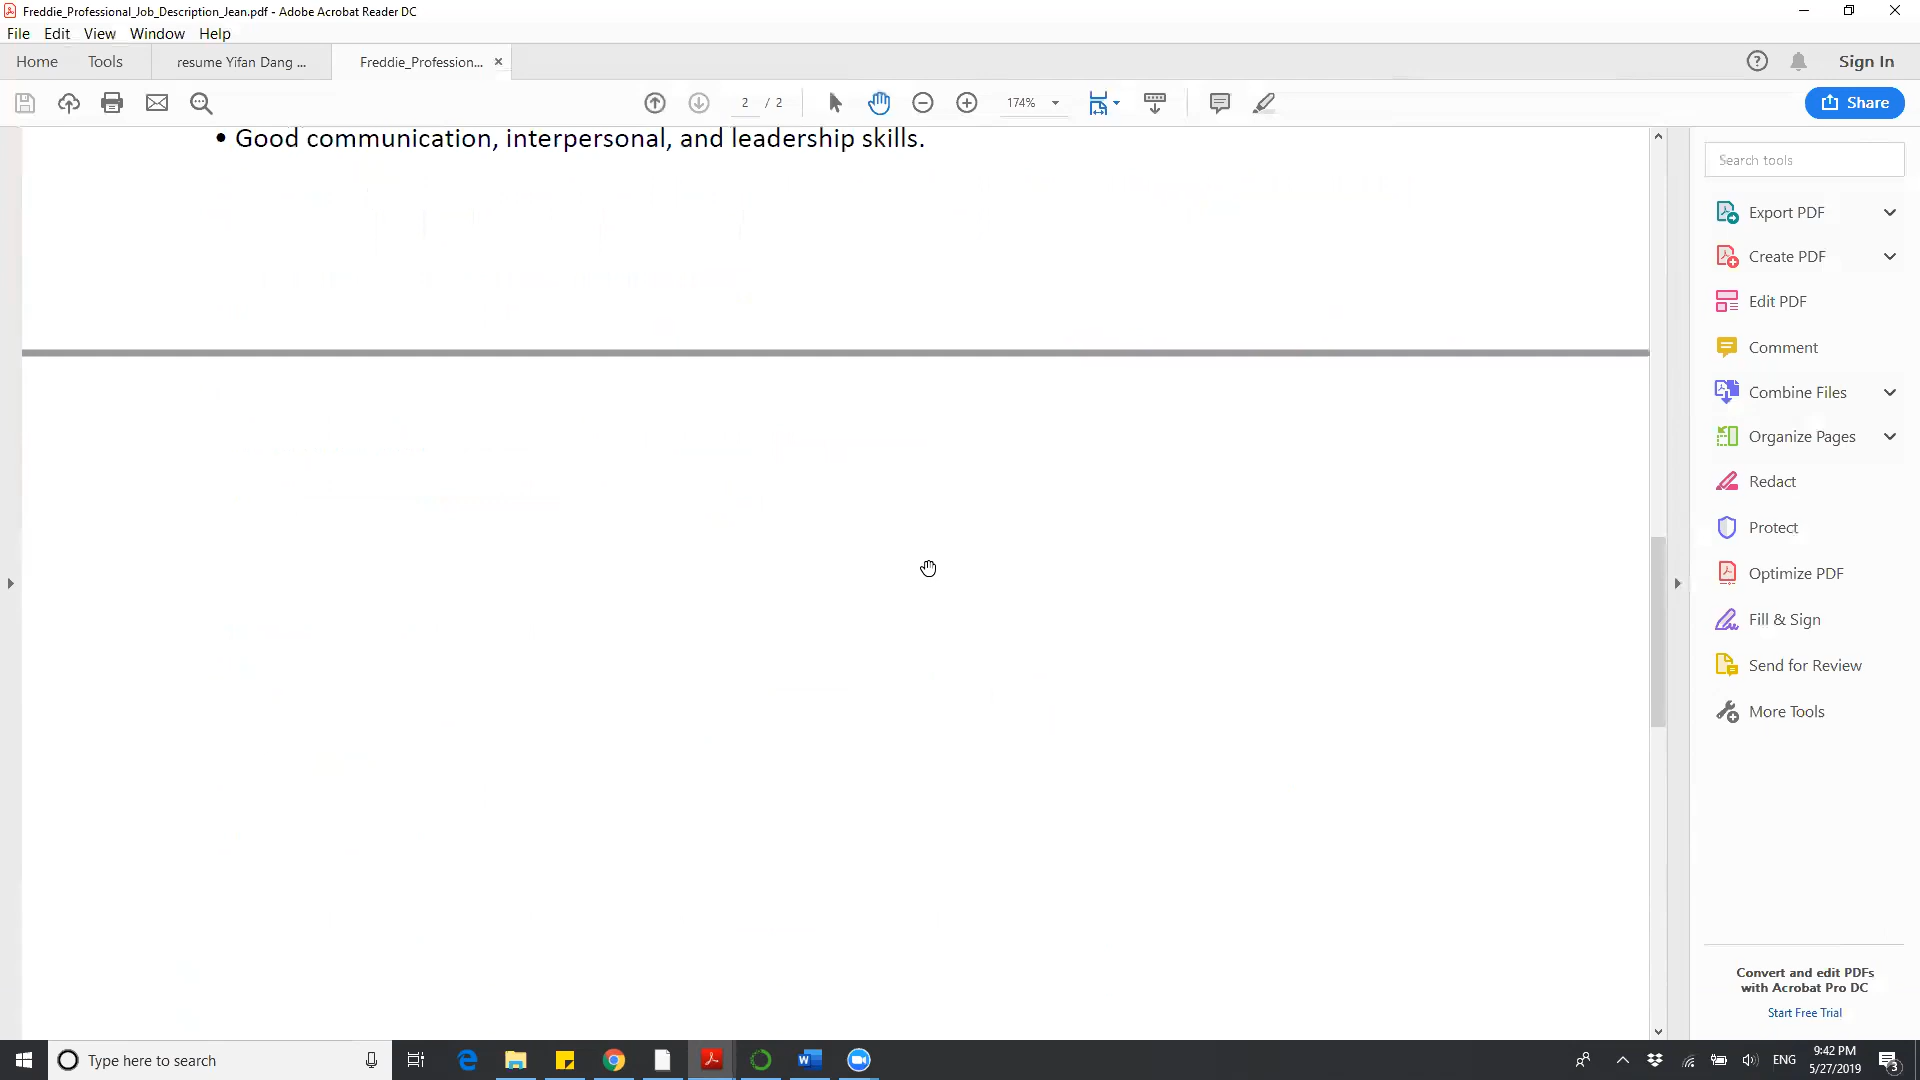 Freddie_Professional_Job_Description_Jean.pdf - Adobe Acrobat Reader DC
File Edit View Window Help
Home Tools resume Yifan Dang ... Freddie_Profession... × Sign In
2 / 2 174% Share
• Good communication, interpersonal, and leadership skills.
Search tools
Export PDF
Create PDF
Edit PDF
Comment
Combine Files
Organize Pages
Redact
Protect
Optimize PDF
Fill & Sign
Send for Review
More Tools
Convert and edit PDFs
with Acrobat Pro DC
Start Free Trial
Type here to search
ENG
9:42 PM
5/27/2019
3